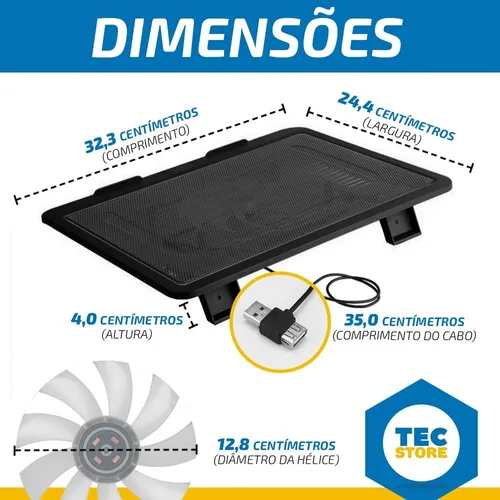 DIMENSÕES
32,3 CENTÍMETROS
(COMPRIMENTO)
24,4 CENTÍMETROS
(LARGURA)
4,0 CENTÍMETROS
(ALTURA)
35,0 CENTÍMETROS
(COMPRIMENTO DO CABO)
12,8 CENTÍMETROS
(DIÂMETRO DA HÉLICE)
TEC
STORE